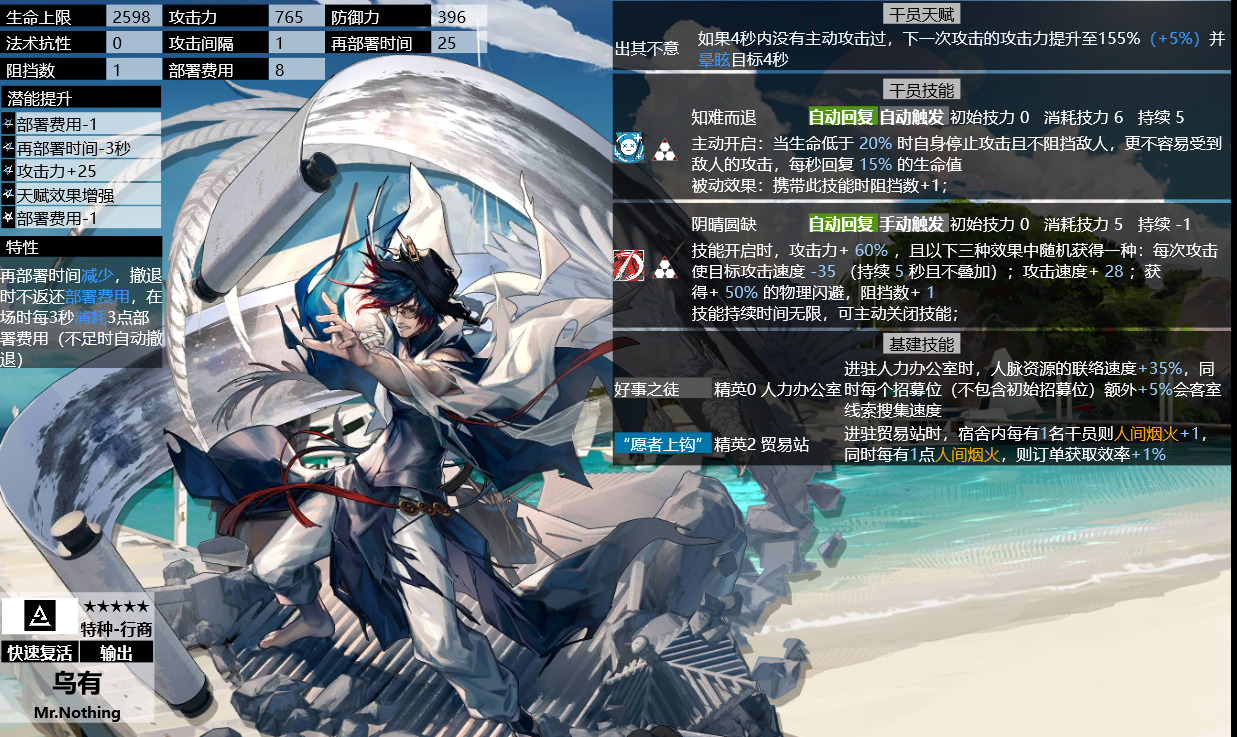 生命上限 2598 攻击力 765 防御力 396
法术抗性 0 攻击间隔 1 再部署时间 25
阻挡数 1 部署费用 8
潜能提升
部署费用-1
再部署时间-3秒
攻击力+25
天赋效果增强
部署费用-1
特性
再部署时间减少，撤退
时不返还部署费用，在
场时每3秒消耗3点部
署费用（不足时自动撤
退）
★★★★★
特种-行商
快速复活 输出
乌有
Mr.Nothing
干员天赋
出其不意 如果4秒内没有主动攻击过，下一次攻击的攻击力提升至155%（+5%）并
晕眩目标4秒
干员技能
知难而退 自动回复 自动触发 初始技力 0 消耗技力 6 持续 5
主动开启：当生命低于 20% 时自身停止攻击且不阻挡敌人，更不容易受到
敌人的攻击，每秒回复 15% 的生命值
被动效果：携带此技能时阻挡数+1；
阴晴圆缺 自动回复 手动触发 初始技力 0 消耗技力 5 持续 -1
技能开启时，攻击力+ 60% ，且以下三种效果中随机获得一种：每次攻击
使目标攻击速度 -35 （持续 5 秒且不叠加）；攻击速度+ 28 ；获
得+ 50% 的物理闪避，阻挡数+ 1
技能持续时间无限，可主动关闭技能；
基建技能
好事之徒 精英0 人力办公室 进驻人力办公室时，人脉资源的联络速度+35%，同
时每个招募位（不包含初始招募位）额外+5%会客室
线索搜集速度
“愿者上钩” 精英2 贸易站 进驻贸易站时，宿舍内每有1名干员则人间烟火+1，
同时每有1点人间烟火，则订单获取效率+1%